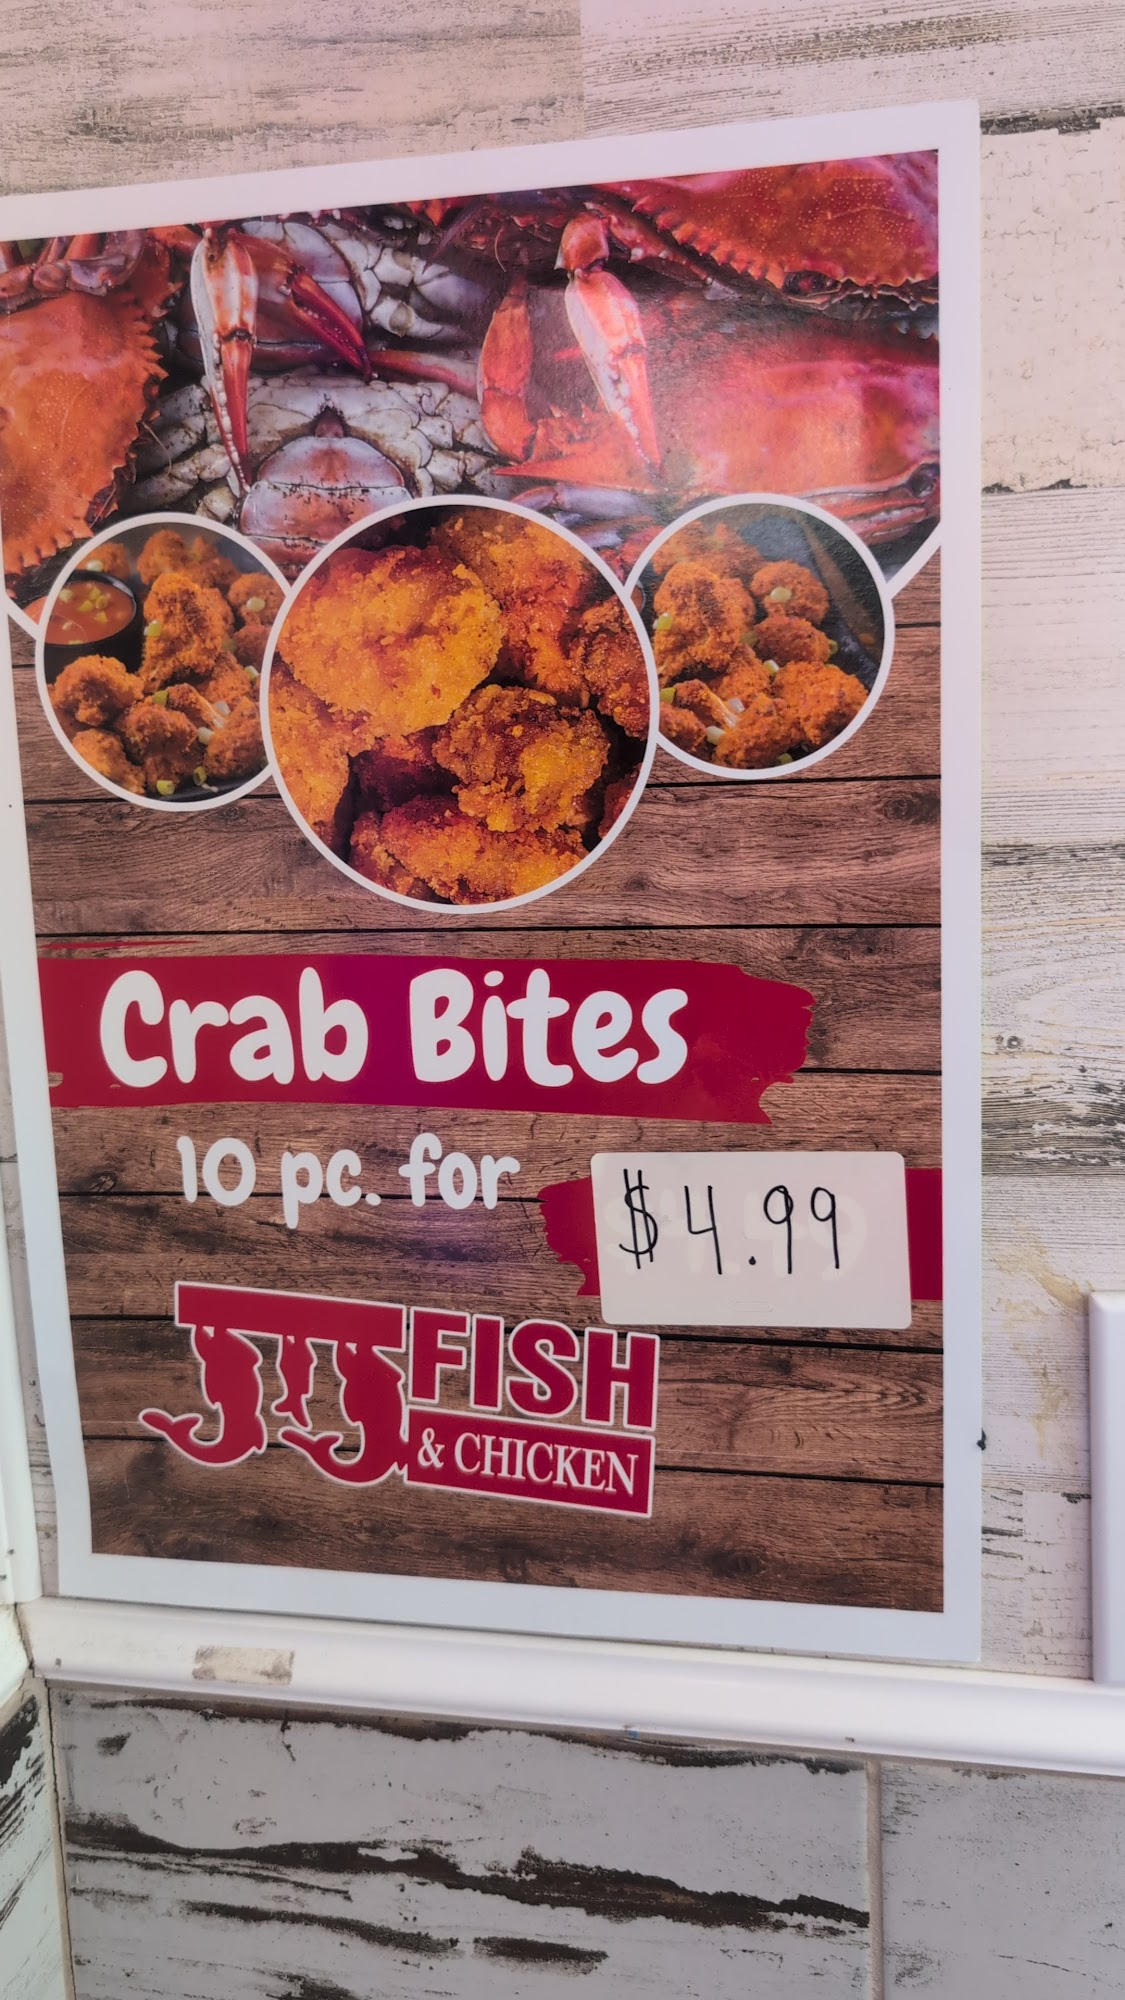 Crab Bites
10 pc. for
$4.99
JJ FISH
& CHICKEN